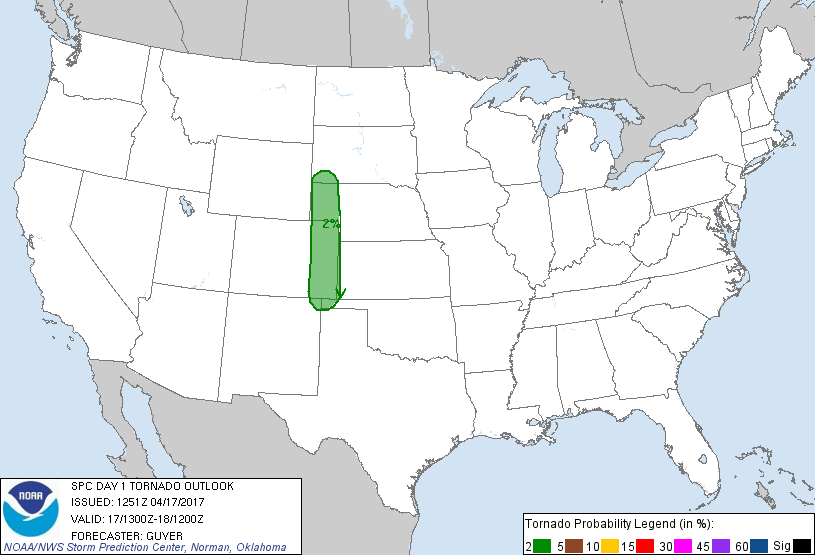 2%
NOAA
SPC DAY 1 TORNADO OUTLOOK
ISSUED: 1251Z 04/17/2017
VALID: 17/1300Z-18/1200Z
FORECASTER: GUYER
NOAA/NWS Storm Prediction Center, Norman, Oklahoma
Tornado Probability Legend (in %):
2 5 10 15 30 45 60 Sig